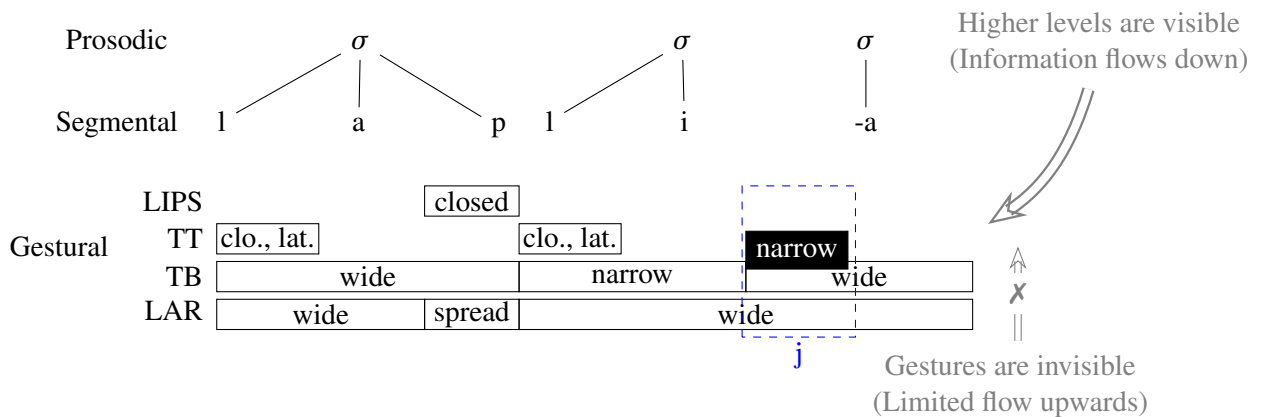 Higher levels are visible
(Information flows down)
Prosodic σ σ σ
Segmental l a p l i -a
LIPS closed
Gestural TT clo., lat. clo., lat. narrow
TB wide narrow wide
LAR wide spread wide
j
✗
Gestures are invisible
(Limited flow upwards)